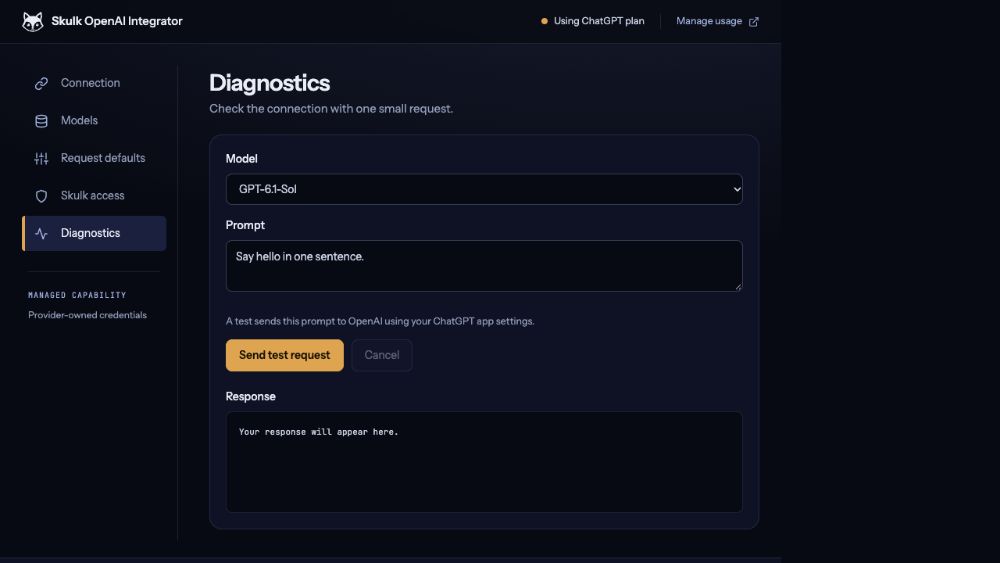 Skulk OpenAI Integrator
Using ChatGPT plan
Manage usage
Connection
Models
Request defaults
Skulk access
Diagnostics
MANAGED CAPABILITY
Provider-owned credentials
Diagnostics
Check the connection with one small request.
Model
GPT-6.1-Sol
Prompt
Say hello in one sentence.
A test sends this prompt to OpenAI using your ChatGPT app settings.
Send test request
Cancel
Response
Your response will appear here.